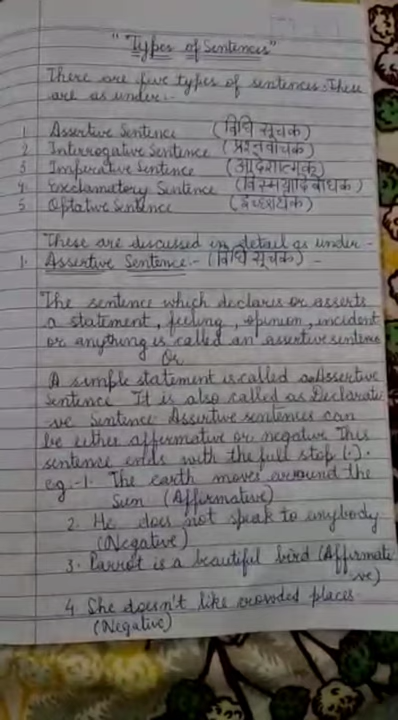 "Types of Sentences"
There are five types of sentences. These
are as under:-
1 Assertive Sentence (विधि सूचक)
2 Interrogative Sentence (प्रश्नवाचक)
3 Imperative Sentence (आदेशात्मक)
4 Exclametory Sentence (विस्मयादिबोधक)
5 Optative Sentence (इच्छार्थक)
These are discussed in detail as under-
1. Assertive Sentence:- (विधि सूचक) -
The sentence which declares or asserts
a statement, feeling, opinion, incident
or anything is called an assertive sentence
Or
A simple statement is called Assertive
Sentence. It is also called as Declarati
ve Sentence. Assertive sentences can
be either affermative or negative This
sentence ends with the full stop (.).
eg:-1. The earth moves around the
Sun (Affirmative)
2. He does not speak to anybody
(Negative)
3. Parrot is a beautiful bird (Affirmati
ve)
4. She doesn't like crowded places
(Negative)